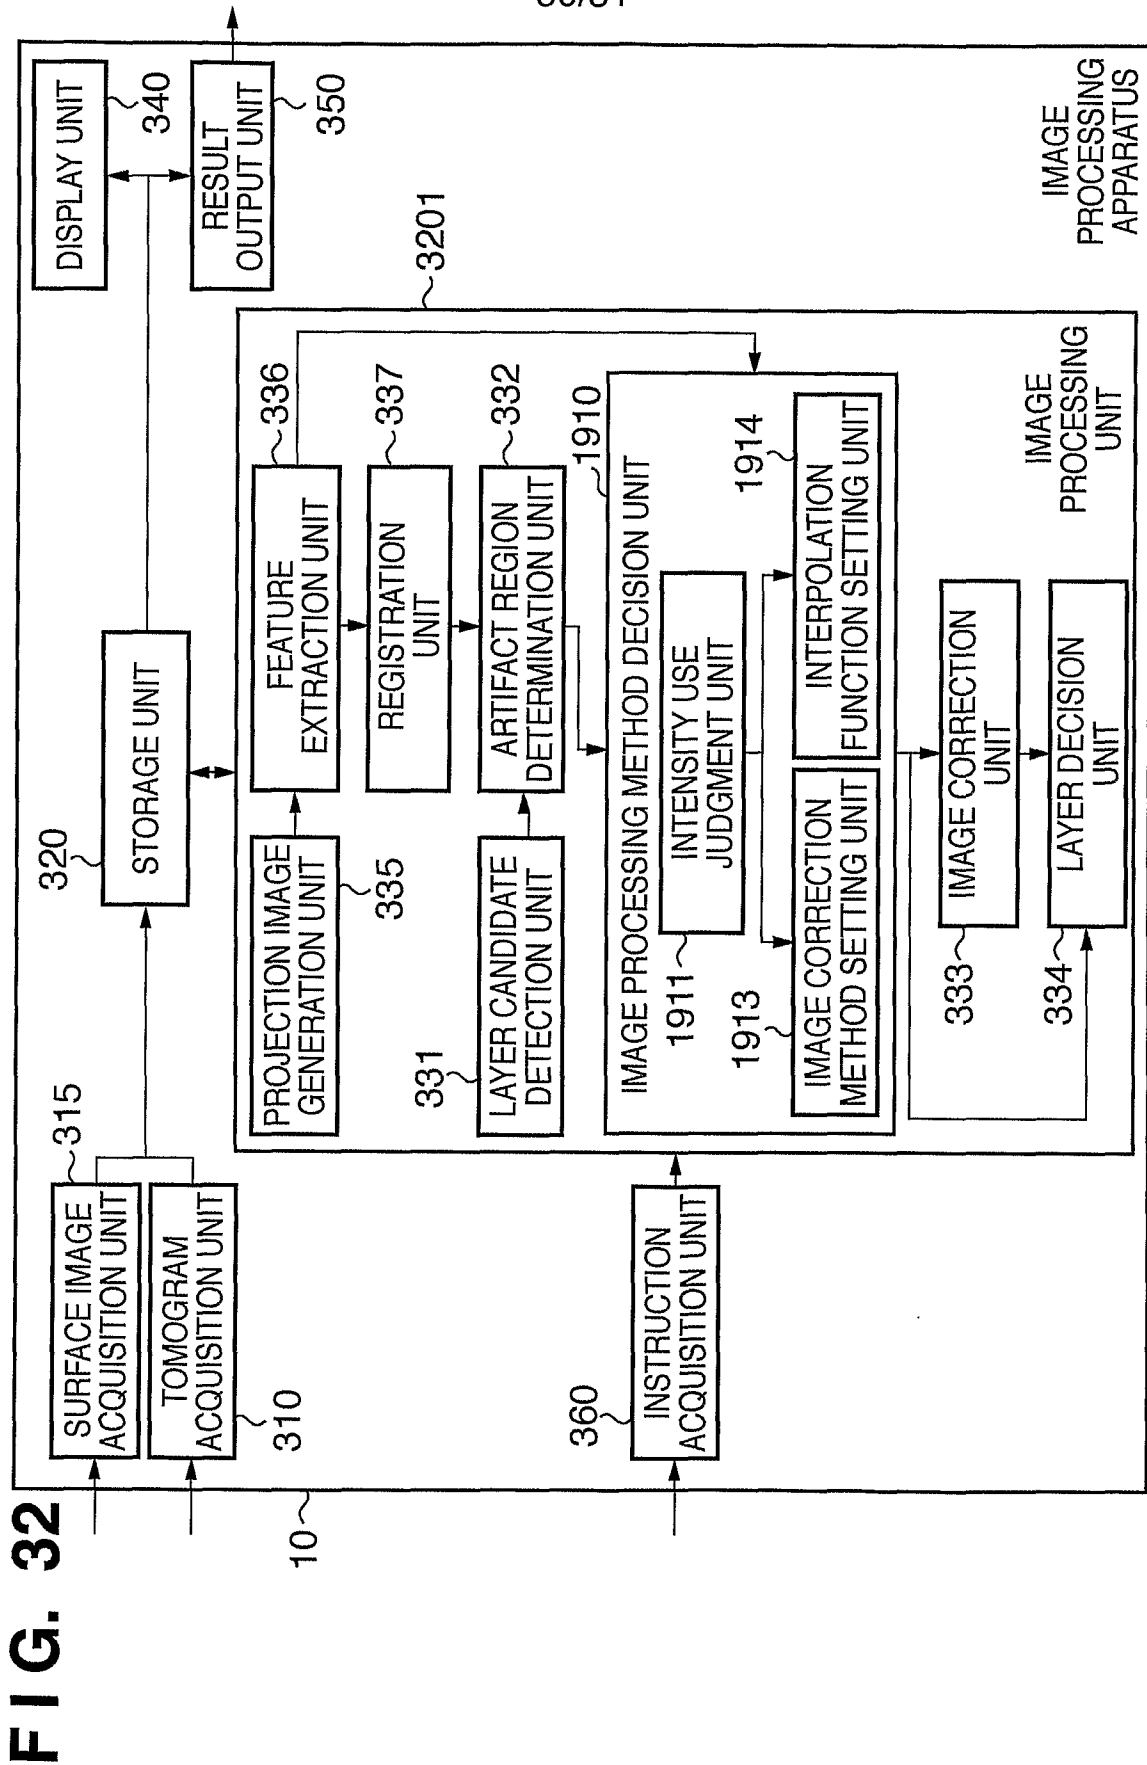 FIG. 32
10
SURFACE IMAGE
ACQUISITION UNIT
315
TOMOGRAM
ACQUISITION UNIT
310
320
STORAGE UNIT
DISPLAY UNIT
340
RESULT
OUTPUT UNIT
350
3201
PROJECTION IMAGE
GENERATION UNIT
335
FEATURE
EXTRACTION UNIT
336
REGISTRATION
UNIT
337
331
LAYER CANDIDATE
DETECTION UNIT
ARTIFACT REGION
DETERMINATION UNIT
332
360
INSTRUCTION
ACQUISITION UNIT
IMAGE PROCESSING METHOD DECISION UNIT
1910
INTENSITY USE
JUDGMENT UNIT
1911
1913
IMAGE CORRECTION
METHOD SETTING UNIT
INTERPOLATION
FUNCTION SETTING UNIT
1914
IMAGE CORRECTION
UNIT
333
LAYER DECISION
UNIT
334
IMAGE
PROCESSING
UNIT
IMAGE
PROCESSING
APPARATUS